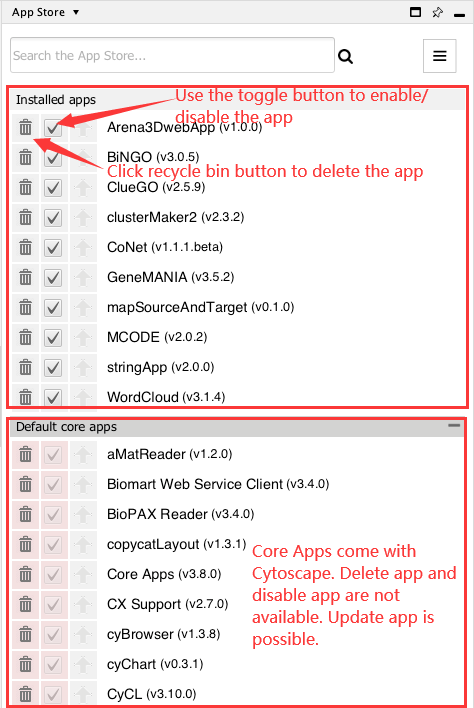 App Store
Search the App Store
Installed apps
Use the toggle button to enable/
disable the app
Arena3DwebApp (v1.0.0)
BiNGO (v3.0.5)
Click recycle bin button to delete the app
ClueGO (v2.5.9)
clusterMaker2 (v2.3.2)
CoNet (v1.1.1.beta)
GeneMANIA (v3.5.2)
mapSourceAndTarget (v0.1.0)
MCODE (v2.0.2)
stringApp (v2.0.0)
WordCloud (v3.1.4)
Default core apps
aMatReader (v1.2.0)
Biomart Web Service Client (v3.4.0)
BioPAX Reader (v3.4.0)
copycatLayout (v1.3.1)
Core Apps (v3.8.0)
CX Support (v2.7.0)
cyBrowser (v1.3.8)
cyChart (v0.3.1)
CyCL (v3.10.0)
Core Apps come with
Cytoscape. Delete app and
disable app are not
available. Update app is
possible.